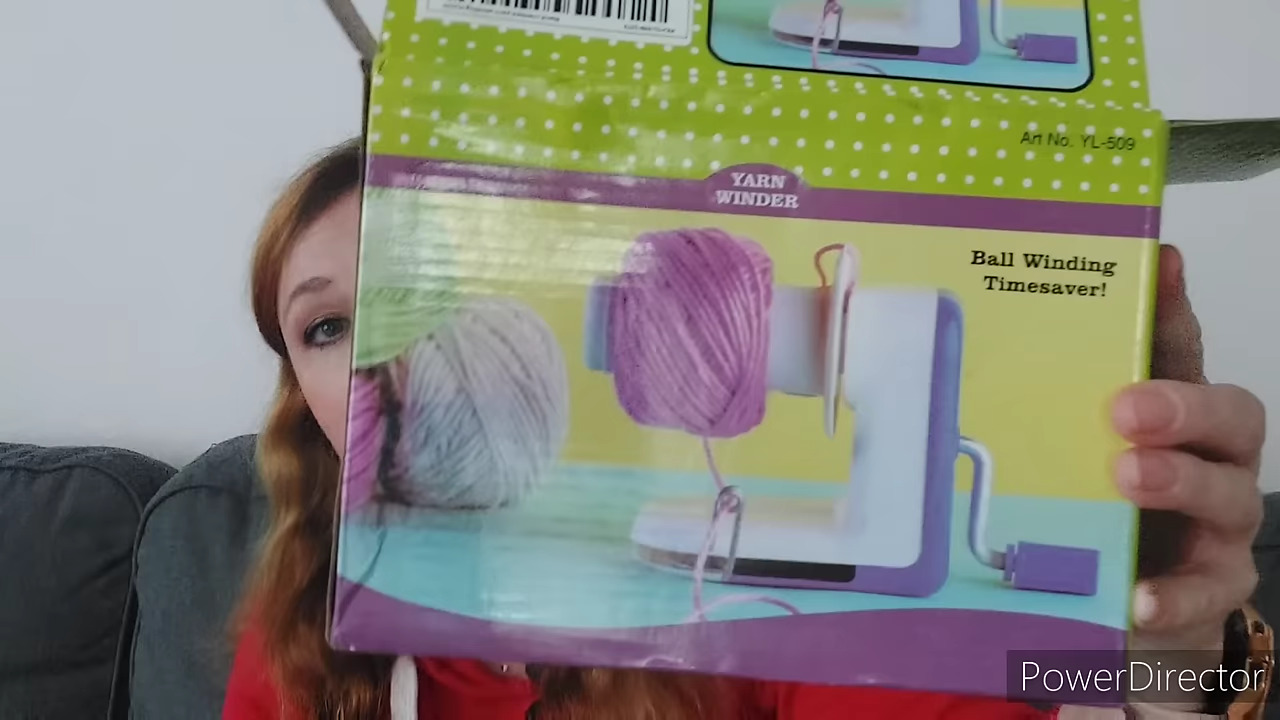 Art No. YL-509
YARN
WINDER
Ball Winding
Timesaver!
PowerDirector